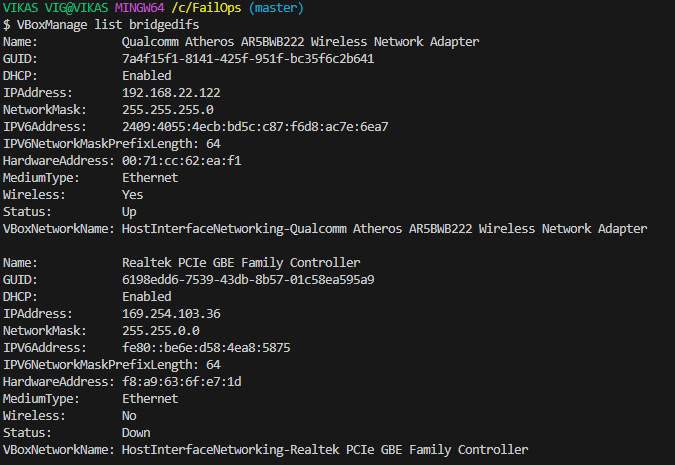 VIKAS VIG@VIKAS MINGW64 /c/FailOps (master)
$ VBoxManage list bridgedifs
Name:            Qualcomm Atheros AR5BWB222 Wireless Network Adapter
GUID:            7a4f15f1-8141-425f-951f-bc35f6c2b641
DHCP:            Enabled
IPAddress:       192.168.22.122
NetworkMask:     255.255.255.0
IPV6Address:     2409:4055:4ecb:bd5c:c87:f6d8:ac7e:6ea7
IPV6NetworkMaskPrefixLength: 64
HardwareAddress: 00:71:cc:62:ea:f1
MediumType:      Ethernet
Wireless:        Yes
Status:          Up
VBoxNetworkName: HostInterfaceNetworking-Qualcomm Atheros AR5BWB222 Wireless Network Adapter

Name:            Realtek PCIe GBE Family Controller
GUID:            6198edd6-7539-43db-8b57-01c58ea595a9
DHCP:            Enabled
IPAddress:       169.254.103.36
NetworkMask:     255.255.0.0
IPV6Address:     fe80::be6e:d58:4ea8:5875
IPV6NetworkMaskPrefixLength: 64
HardwareAddress: f8:a9:63:6f:e7:1d
MediumType:      Ethernet
Wireless:        No
Status:          Down
VBoxNetworkName: HostInterfaceNetworking-Realtek PCIe GBE Family Controller